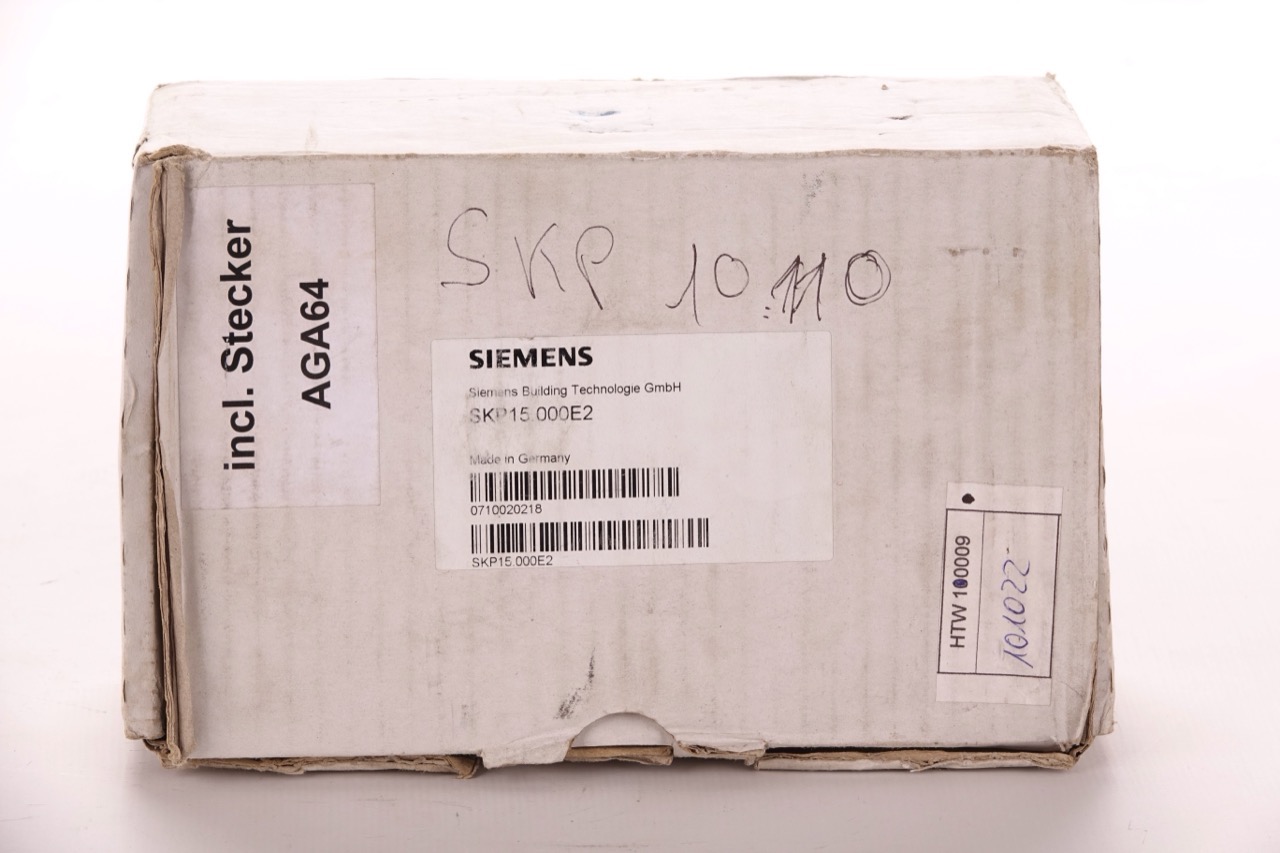 incl. Stecker
AGA64
SKP 10.110
SIEMENS
Siemens Building Technologie GmbH
SKP15.000E2
Made in Germany
0710020218
SKP15.000E2
HTW 100009
101022-